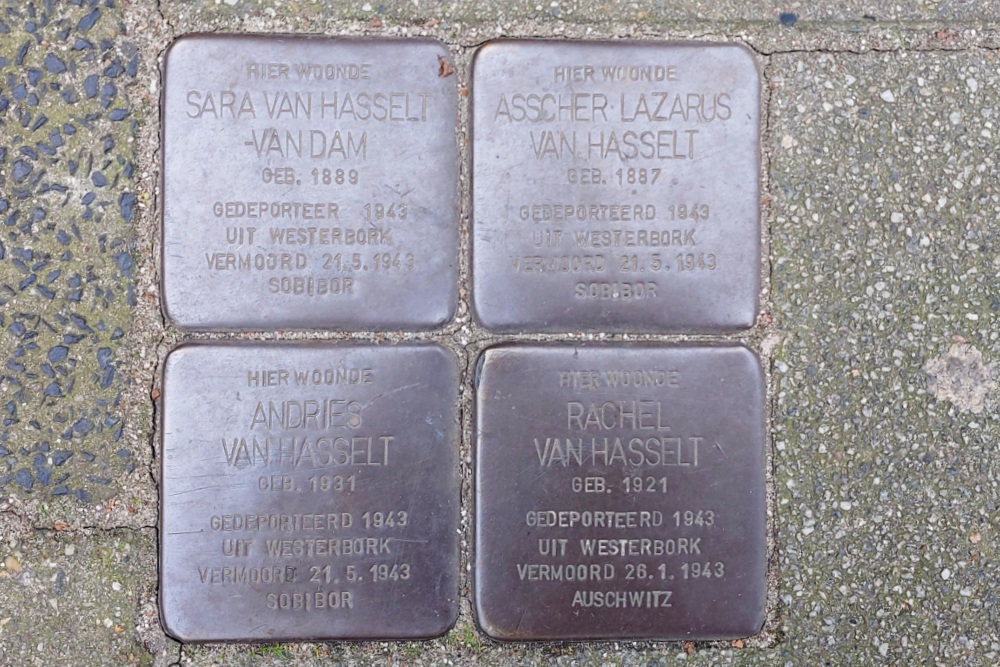 HIER WOONDE
SARA VAN HASSELT
-VAN DAM
GEB. 1889
GEDEPORTEER 1943
UIT WESTERBORK
VERMOORD 21.5.1943
SOBIBOR
HIER WOONDE
ASSCHER LAZARUS
VAN HASSELT
GEB. 1887
GEDEPORTEERD 1943
UIT WESTERBORK
VERMOORD 21.5.1943
SOBIBOR
HIER WOONDE
ANDRIES
VAN HASSELT
GEB. 1931
GEDEPORTEERD 1943
UIT WESTERBORK
VERMOORD 21.5.1943
SOBIBOR
HIER WOONDE
RACHEL
VAN HASSELT
GEB. 1921
GEDEPORTEERD 1943
UIT WESTERBORK
VERMOORD 26.1.1943
AUSCHWITZ